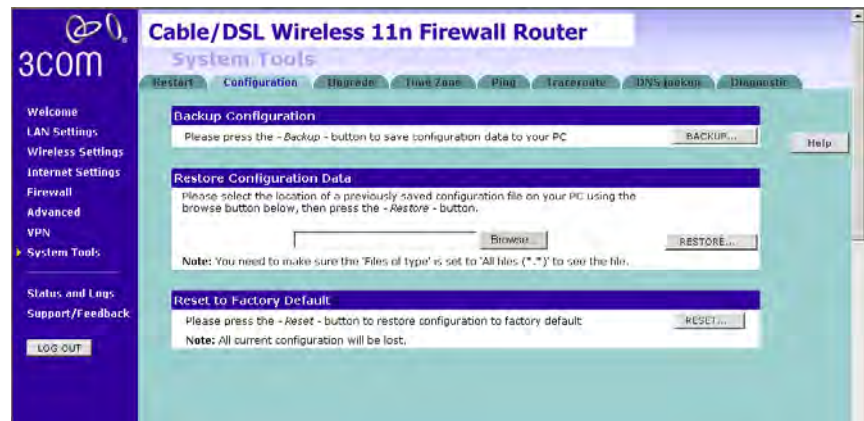 3COM
Cable/DSL Wireless 11n Firewall Router
System Tools
Restart Configuration Upgrade Time Zone Ping Traceroute DNS lookup Diagnostic
Welcome
LAN Settings
Wireless Settings
Internet Settings
Firewall
Advanced
VPN
System Tools
Status and Logs
Support/Feedback
LOG OUT
Backup Configuration
Please press the - Backup - button to save configuration data to your PC
BACKUP...
Help
Restore Configuration Data
Please select the location of a previously saved configuration file on your PC using the
browse button below, then press the - Restore - button.
Browse...
RESTORE...
Note: You need to make sure the 'Files of type' is set to 'All files (*.*)' to see the file.
Reset to Factory Default
Please press the - Reset - button to restore configuration to factory default
RESET...
Note: All current configuration will be lost.